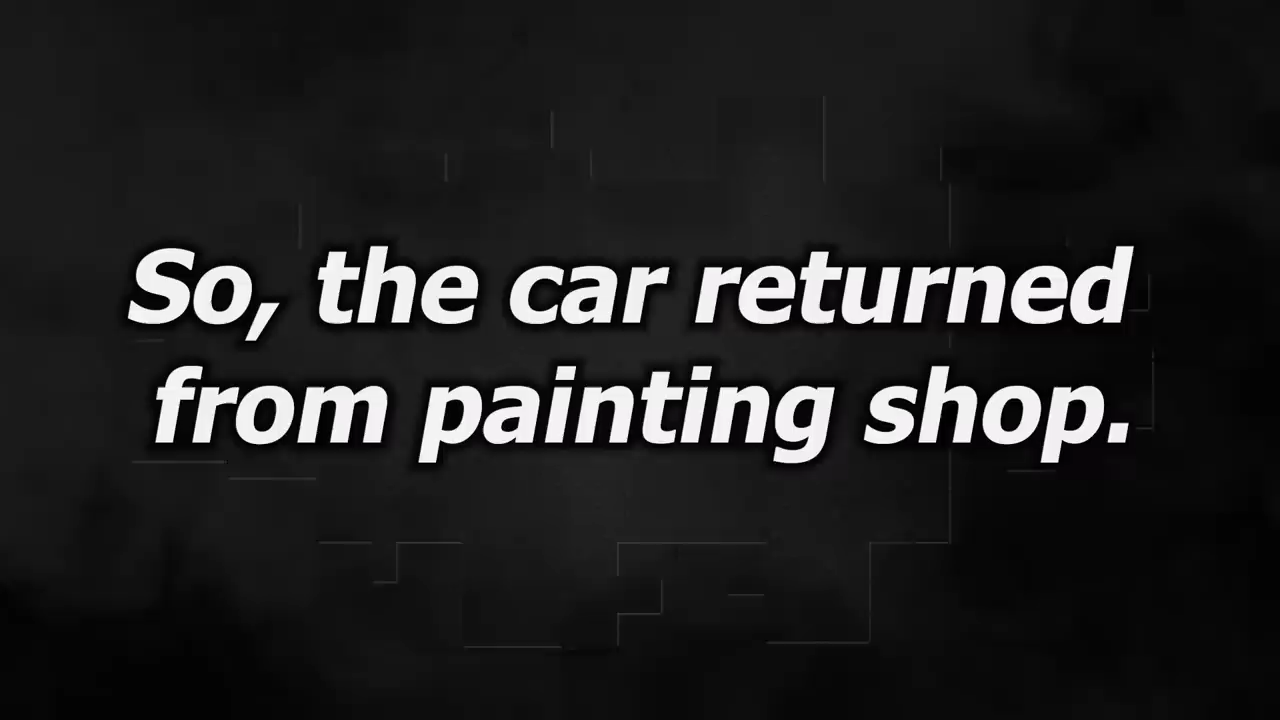 So, the car returned
from painting shop.